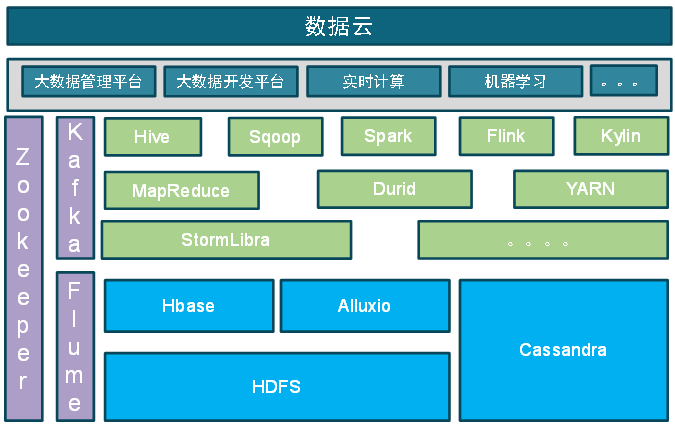 数据云
大数据管理平台
大数据开发平台
实时计算
机器学习
。。。
Zookeeper
Kafka
Hive
Sqoop
Spark
Flink
Kylin
MapReduce
Durid
YARN
StormLibra
。。。。
Flume
Hbase
Alluxio
Cassandra
HDFS